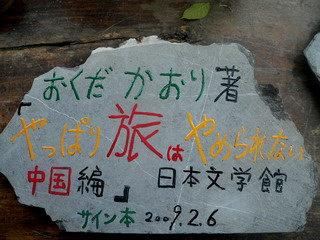 おくだ かおり 著
「やっぱり旅はやめられない
中国編」 日本文学館
サイン本 2009.2.6